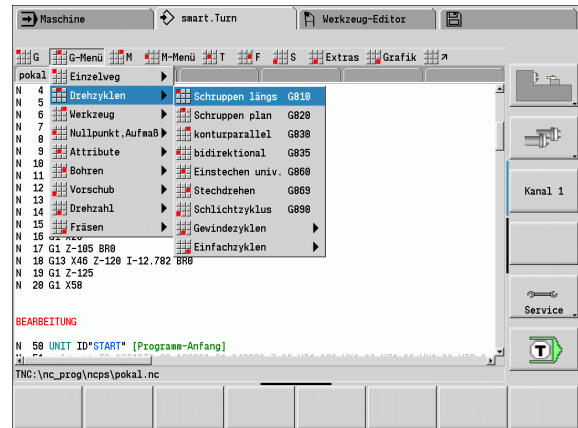 Maschine smart.Turn Werkzeug-Editor
G G-Menü M M-Menü T F S Extras Grafik
pokal
Einzelweg
N 4 Drehzyklen Schruppen längs G810
N 5
N 6 Werkzeug Schruppen plan G820
N 7
N 8 Nullpunkt,Aufmaß konturparallel G830
N 9 Attribute bidirektional G835
N 10
N 11 Bohren Einstechen univ. G860
N 12 Vorschub Stechdrehen G869
N 13
N 14 Drehzahl Schlichtzyklus G890
N 15 Fräsen Gewindezyklen
N 16 G1 X20
Einfachzyklen
N 17 G1 Z-105 BR0
N 18 G13 X46 Z-120 I-12.782 BR0
N 19 G1 Z-125
N 20 G1 X58
BEARBEITUNG
N 50 UNIT ID"START" [Programm-Anfang]
TNC:\nc_prog\ncps\pokal.nc
Kanal 1
Service
T